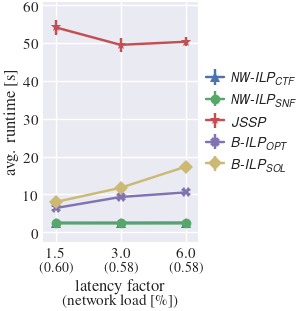 60
50
40
30
20
10
0
avg. runtime [s]
1.5 3.0 6.0
(0.60) (0.58) (0.58)
latency factor
(network load [%])
NW-ILP_CTF
NW-ILP_SNF
JSSP
B-ILP_OPT
B-ILP_SOL